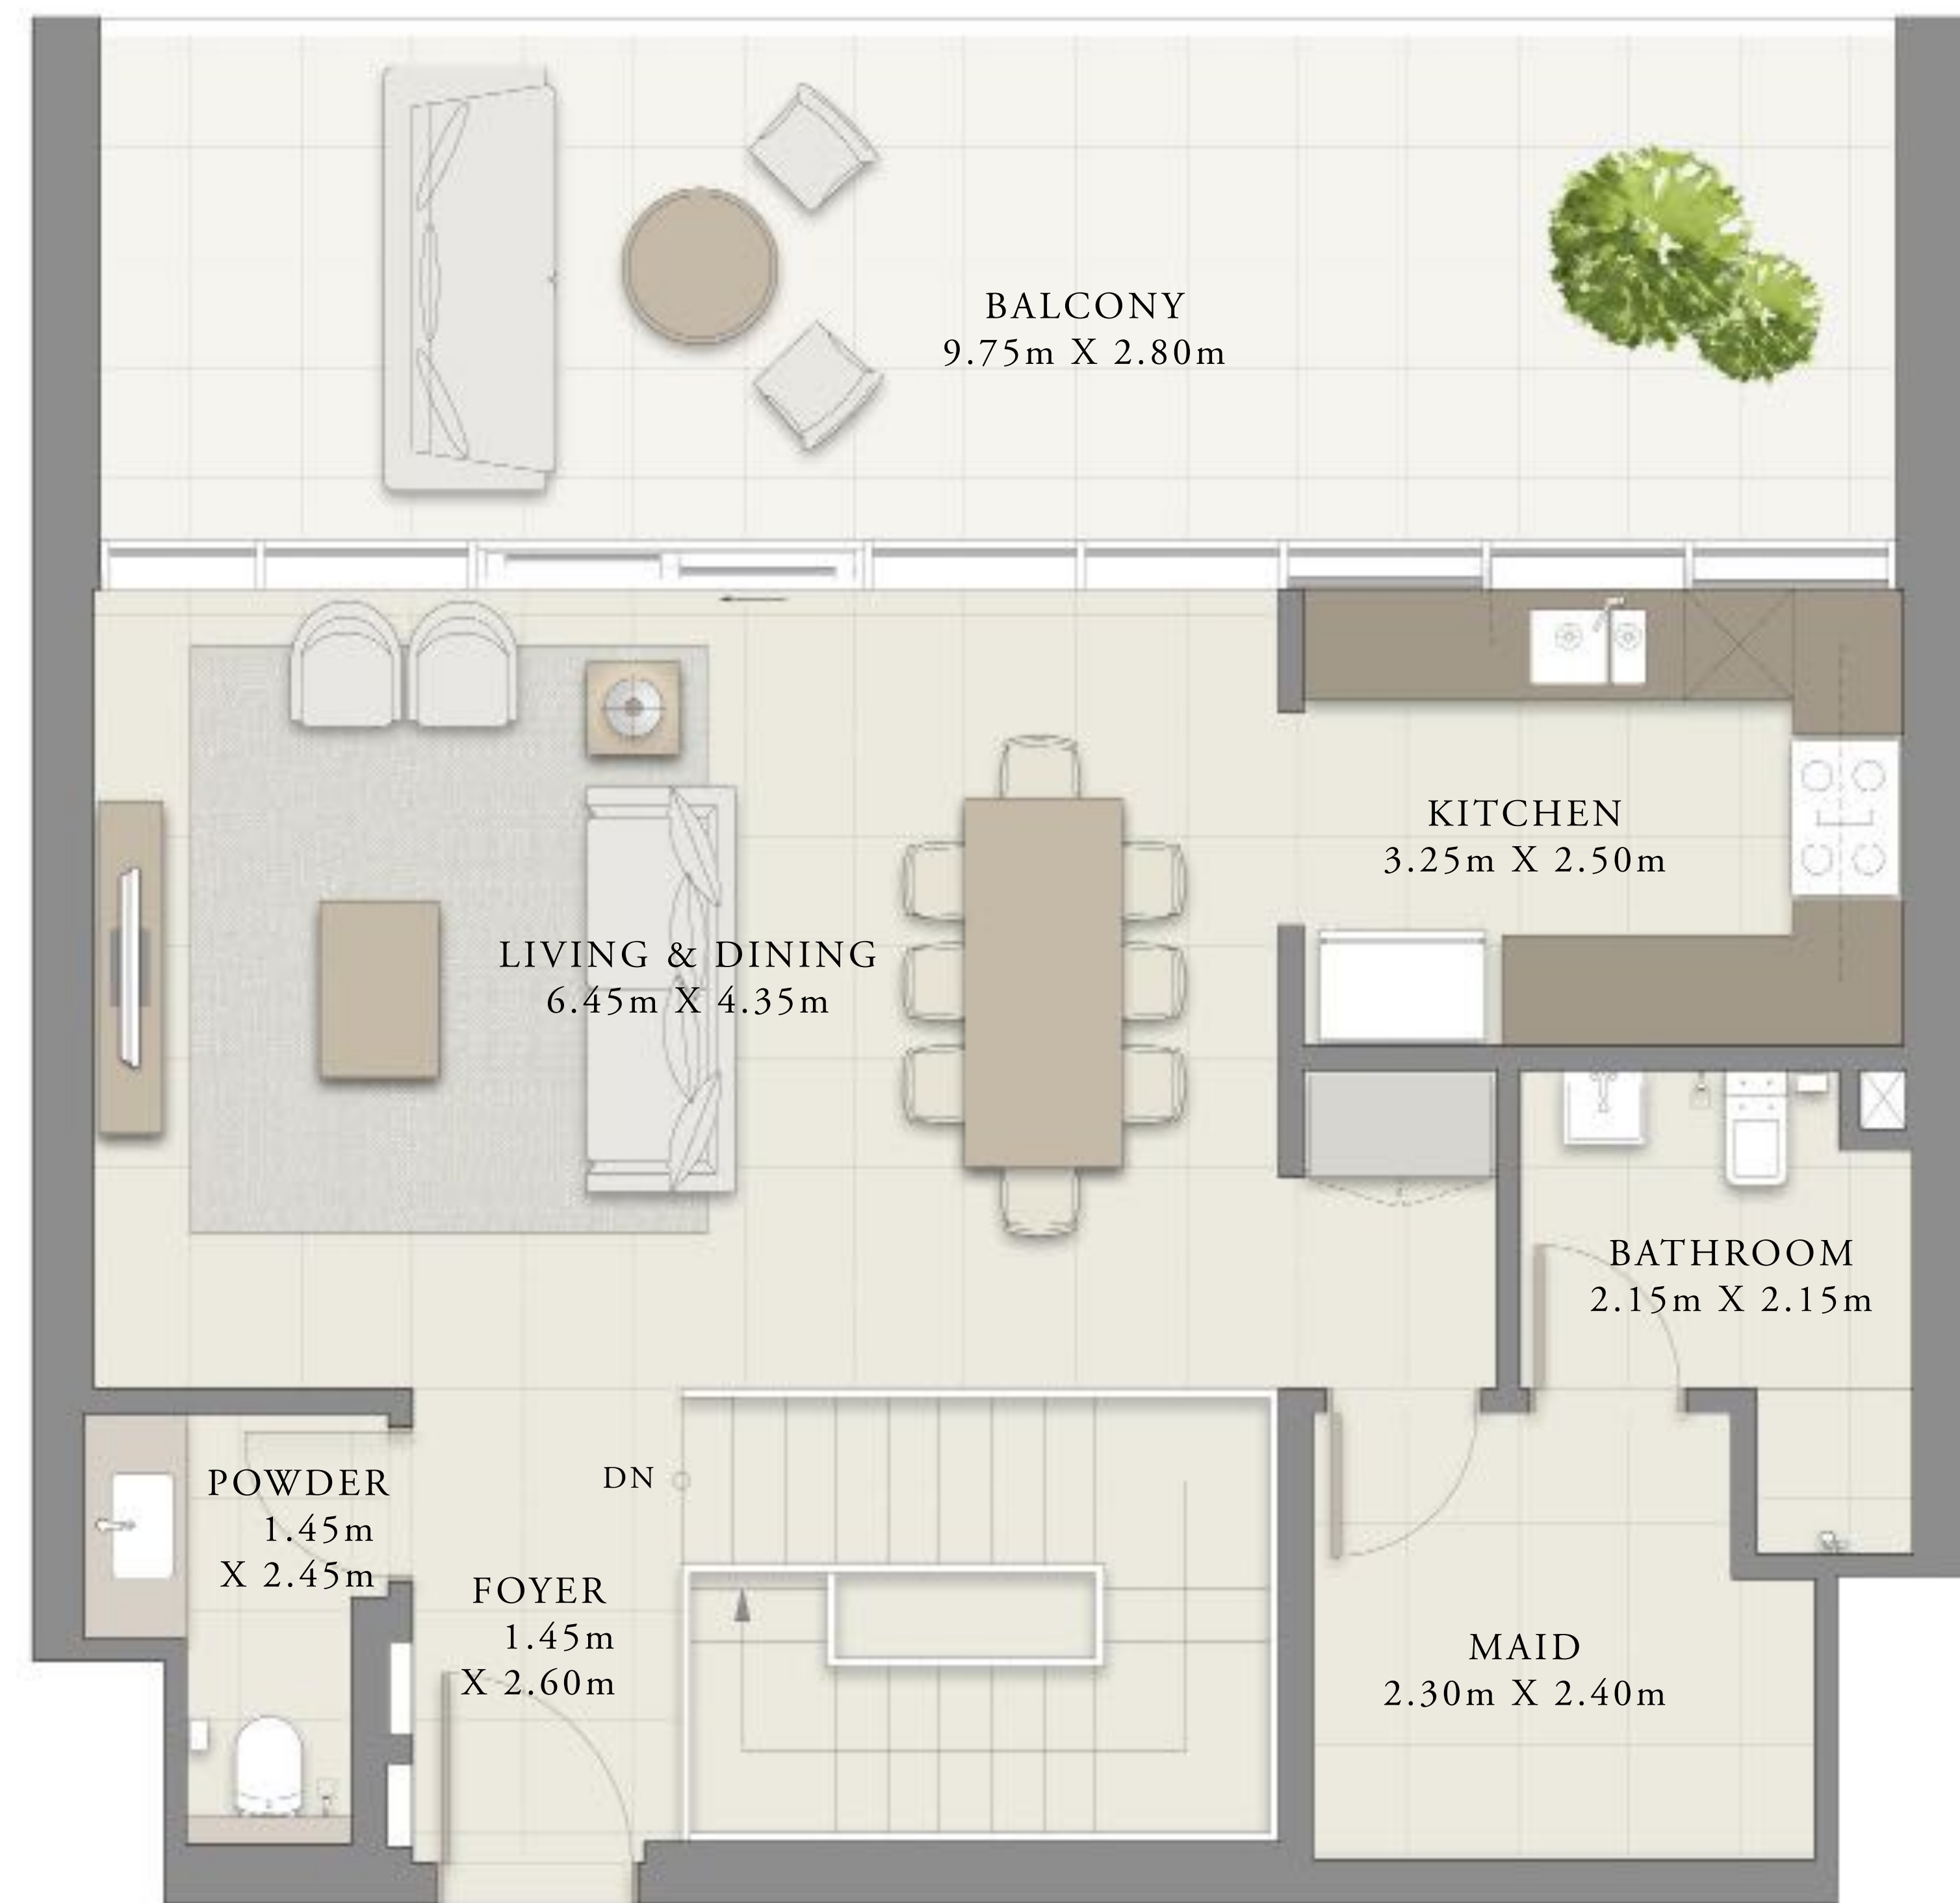 BALCONY
9.75m X 2.80m
KITCHEN
3.25m X 2.50m
LIVING & DINING
6.45m X 4.35m
BATHROOM
2.15m X 2.15m
POWDER
1.45m
X 2.45m
DN
FOYER
1.45m
X 2.60m
MAID
2.30m X 2.40m